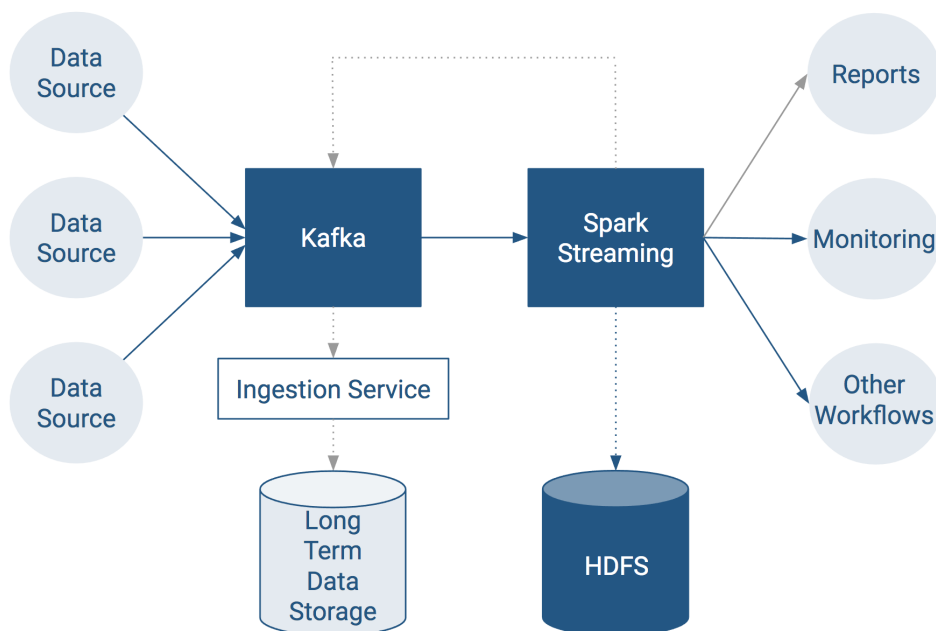 Data
Source
Data
Source
Data
Source
Kafka
Ingestion Service
Long
Term
Data
Storage
Spark
Streaming
HDFS
Reports
Monitoring
Other
Workflows